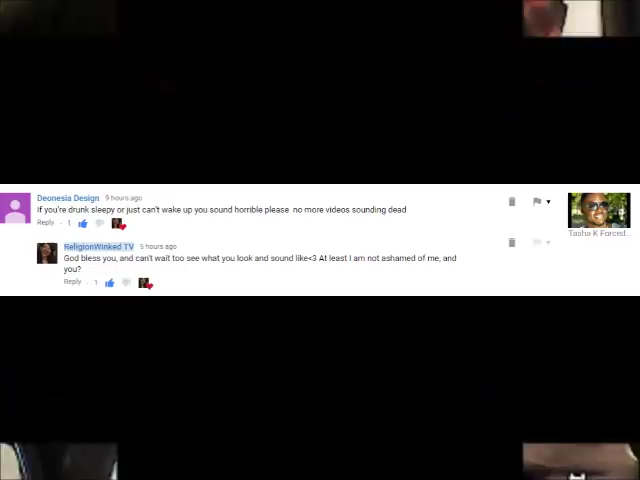 Deonesia Design 9 hours ago
If you're drunk sleepy or just can't wake up you sound horrible please no more videos sounding dead
Reply · 1
Tasha K Forced...
ReligionWinked TV 5 hours ago
God bless you, and can't wait too see what you look and sound like<3 At least I am not ashamed of me, and
you?
Reply · 1